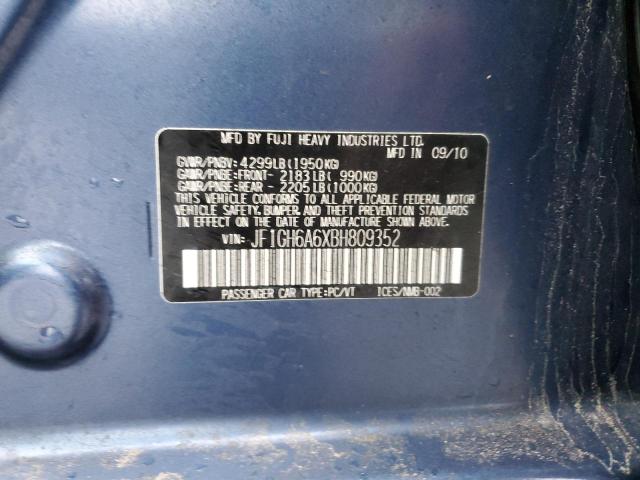 MFD BY FUJI HEAVY INDUSTRIES LTD.
MFD IN 09/10
GVWR/PNBV: 4299LB(1950KG)
GAWR/PNBE:FRONT- 2183LB( 990KG)
GAWR/PNBE:REAR - 2205LB(1000KG)
THIS VEHICLE CONFORMS TO ALL APPLICABLE FEDERAL MOTOR
VEHICLE SAFETY, BUMPER, AND THEFT PREVENTION STANDARDS
IN EFFECT ON THE DATE OF MANUFACTURE SHOWN ABOVE.
VIN: JF1GH6A6XBH809352
PASSENGER CAR TYPE:PC/VT ICES/NMB-002